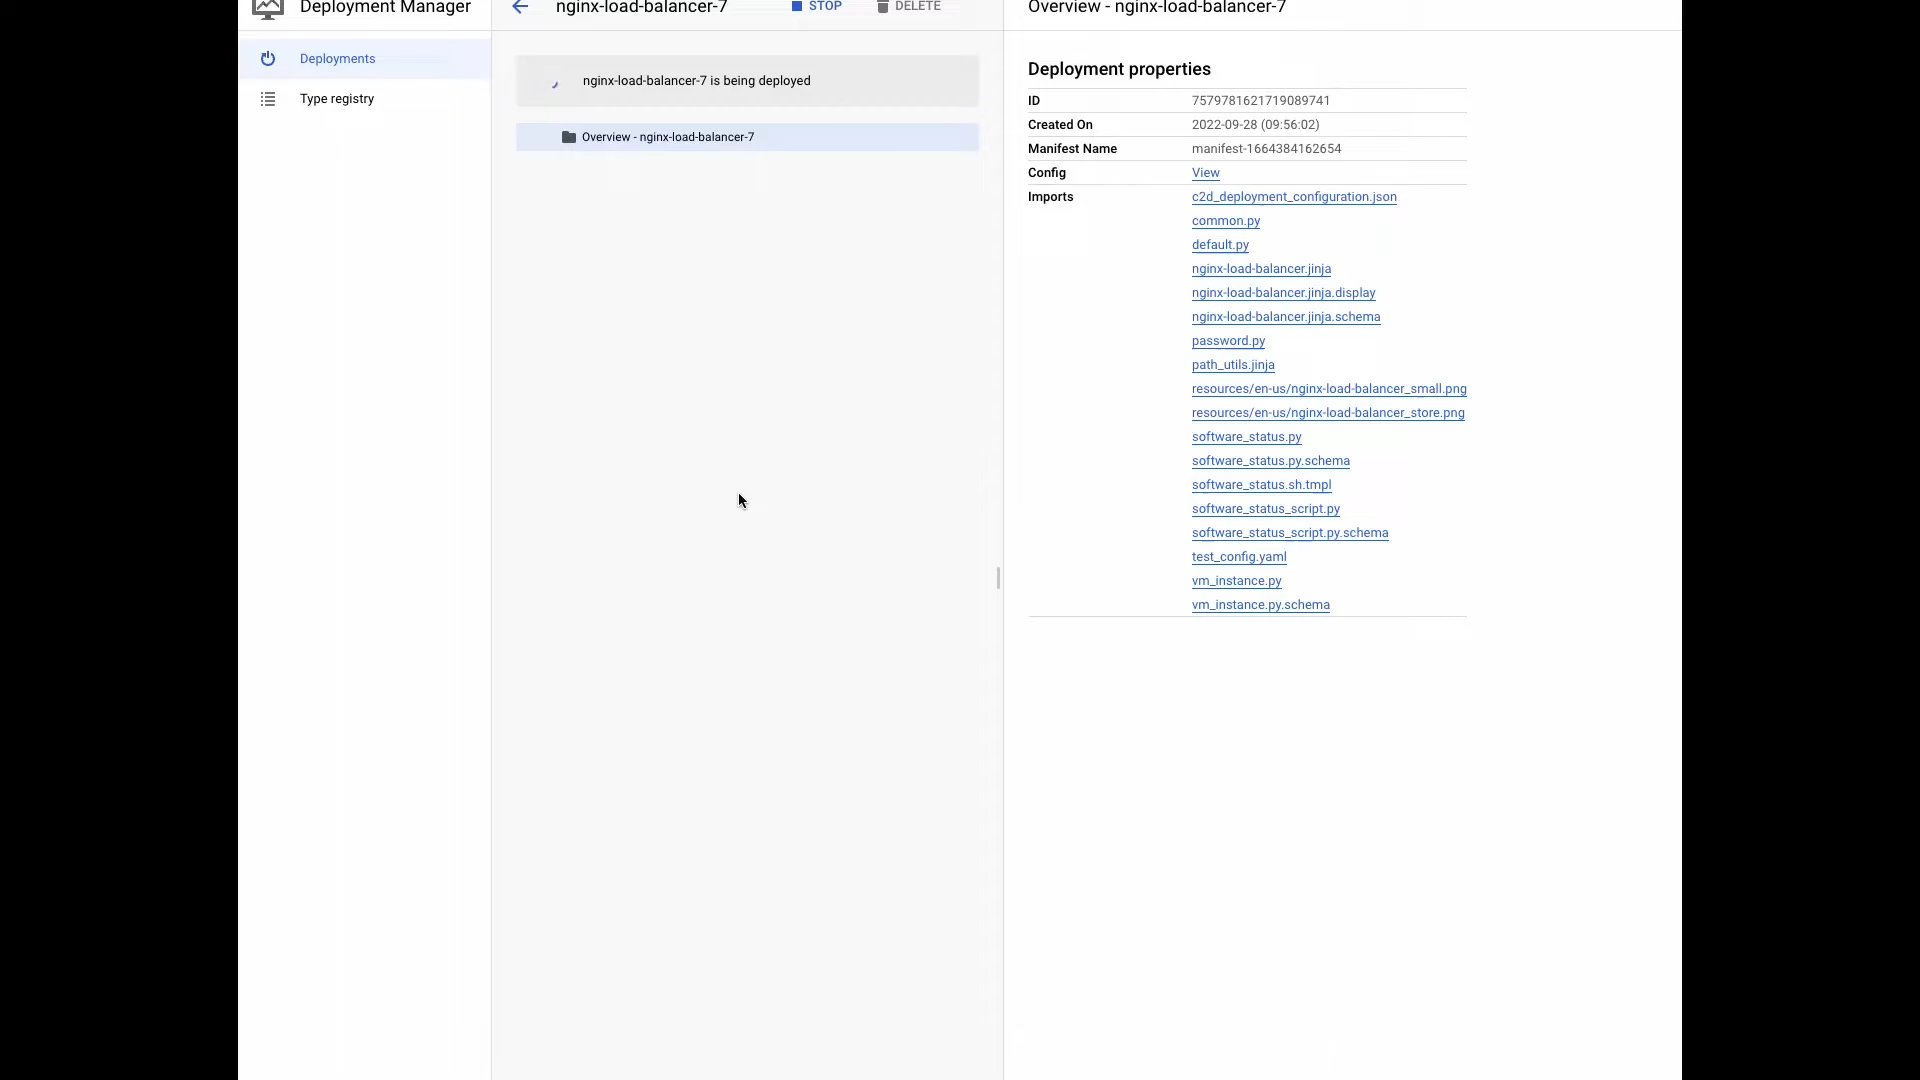 Deployment Manager
Deployments
Type registry
nginx-load-balancer-7
STOP
DELETE
nginx-load-balancer-7 is being deployed
Overview - nginx-load-balancer-7
Overview - nginx-load-balancer-7
Deployment properties
ID 7579781621719089741
Created On 2022-09-28 (09:56:02)
Manifest Name manifest-1664384162654
Config View
Imports c2d_deployment_configuration.json
common.py
default.py
nginx-load-balancer.jinja
nginx-load-balancer.jinja.display
nginx-load-balancer.jinja.schema
password.py
path_utils.jinja
resources/en-us/nginx-load-balancer_small.png
resources/en-us/nginx-load-balancer_store.png
software_status.py
software_status.py.schema
software_status.sh.tmpl
software_status_script.py
software_status_script.py.schema
test_config.yaml
vm_instance.py
vm_instance.py.schema